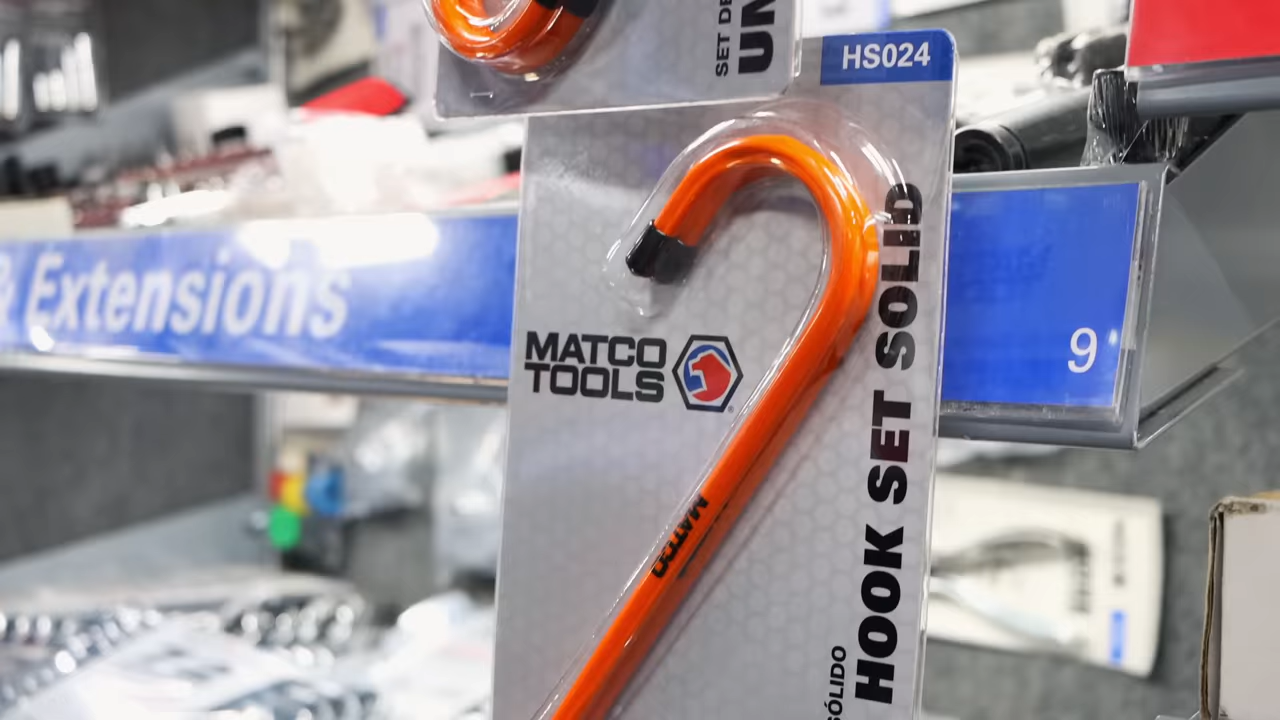 SET DE
UN
HS024
& Extensions
MATCO
TOOLS
9
MATCO
HOOK SET SOLID
SÓLIDO